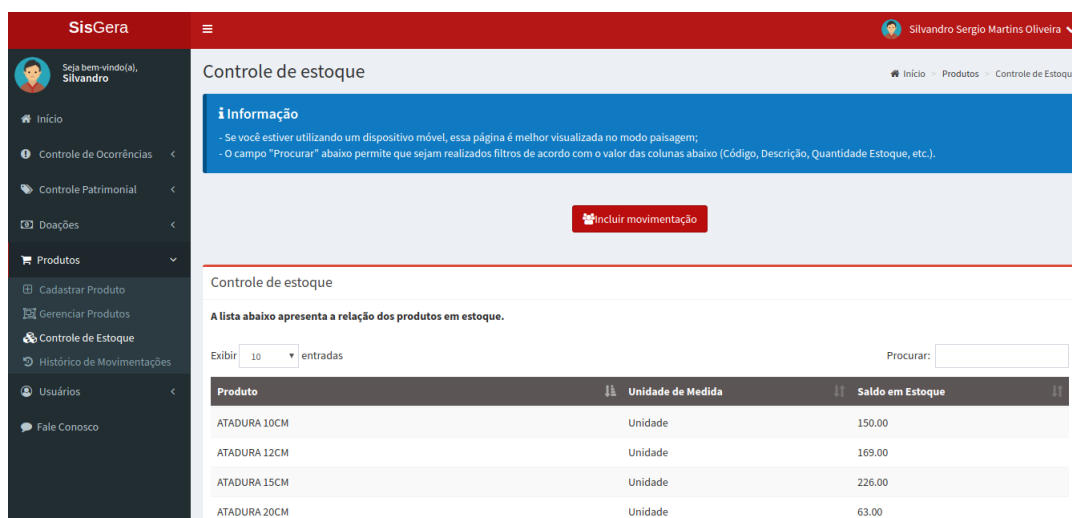 SisGera
Silvandro Sergio Martins Oliveira
Seja bem-vindo(a),
Silvandro
Início
Controle de Ocorrências
Controle Patrimonial
Doações
Produtos
Cadastrar Produto
Gerenciar Produtos
Controle de Estoque
Histórico de Movimentações
Usuários
Fale Conosco
Controle de estoque
Início > Produtos > Controle de Estoqu
Informação
- Se você estiver utilizando um dispositivo móvel, essa página é melhor visualizada no modo paisagem;
- O campo "Procurar" abaixo permite que sejam realizados filtros de acordo com o valor das colunas abaixo (Código, Descrição, Quantidade Estoque, etc.).
Incluir movimentação
Controle de estoque
A lista abaixo apresenta a relação dos produtos em estoque.
Exibir 10 entradas Procurar:
Produto Unidade de Medida Saldo em Estoque
ATADURA 10CM Unidade 150.00
ATADURA 12CM Unidade 169.00
ATADURA 15CM Unidade 226.00
ATADURA 20CM Unidade 63.00